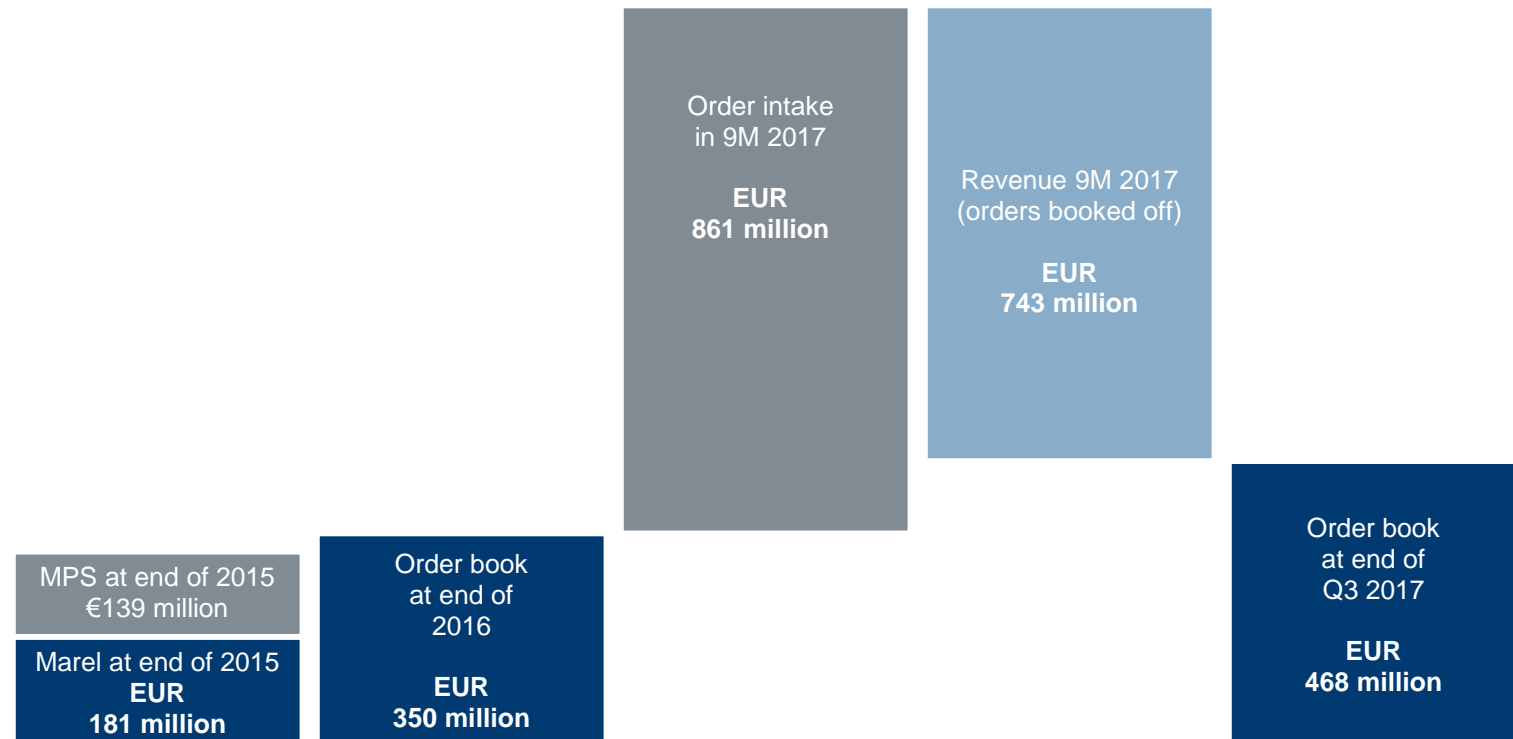 MPS at end of 2015
€139 million
Marel at end of 2015
EUR
181 million
Order book
at end of
2016
EUR
350 million
Order intake
in 9M 2017
EUR
861 million
Revenue 9M 2017
(orders booked off)
EUR
743 million
Order book
at end of
Q3 2017
EUR
468 million